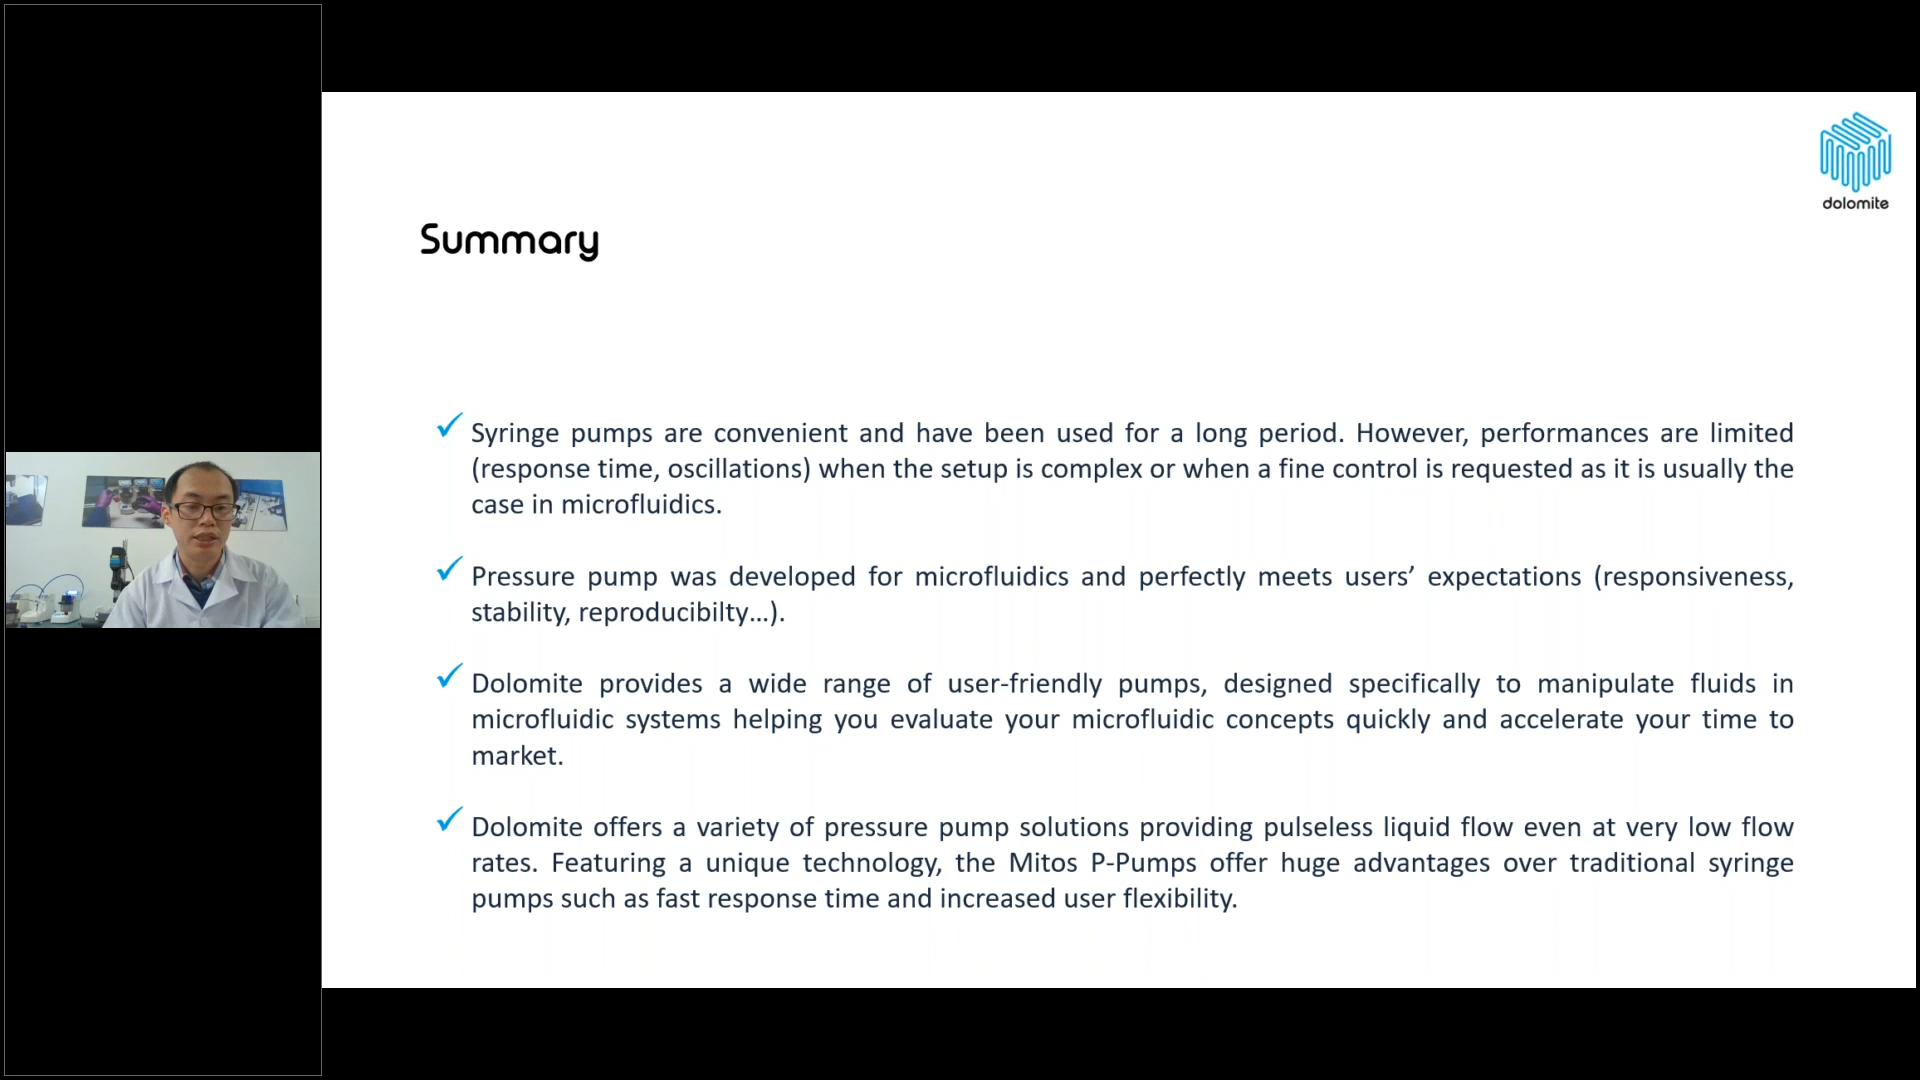 dolomite
Summary
Syringe pumps are convenient and have been used for a long period. However, performances are limited
(response time, oscillations) when the setup is complex or when a fine control is requested as it is usually the
case in microfluidics.
Pressure pump was developed for microfluidics and perfectly meets users’ expectations (responsiveness,
stability, reproducibilty...).
Dolomite provides a wide range of user-friendly pumps, designed specifically to manipulate fluids in
microfluidic systems helping you evaluate your microfluidic concepts quickly and accelerate your time to
market.
Dolomite offers a variety of pressure pump solutions providing pulseless liquid flow even at very low flow
rates. Featuring a unique technology, the Mitos P-Pumps offer huge advantages over traditional syringe
pumps such as fast response time and increased user flexibility.